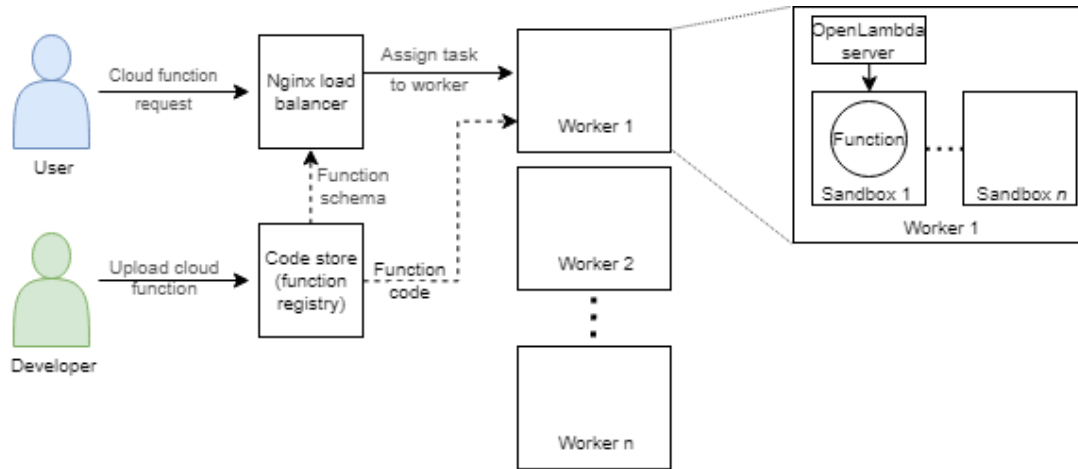 User
Cloud function
request
Nginx load
balancer
Assign task
to worker
Worker 1
Function
schema
Developer
Upload cloud
function
Code store
(function
registry)
Function
code
Worker 2
Worker n
OpenLambda
server
Function
Sandbox 1
Sandbox n
Worker 1